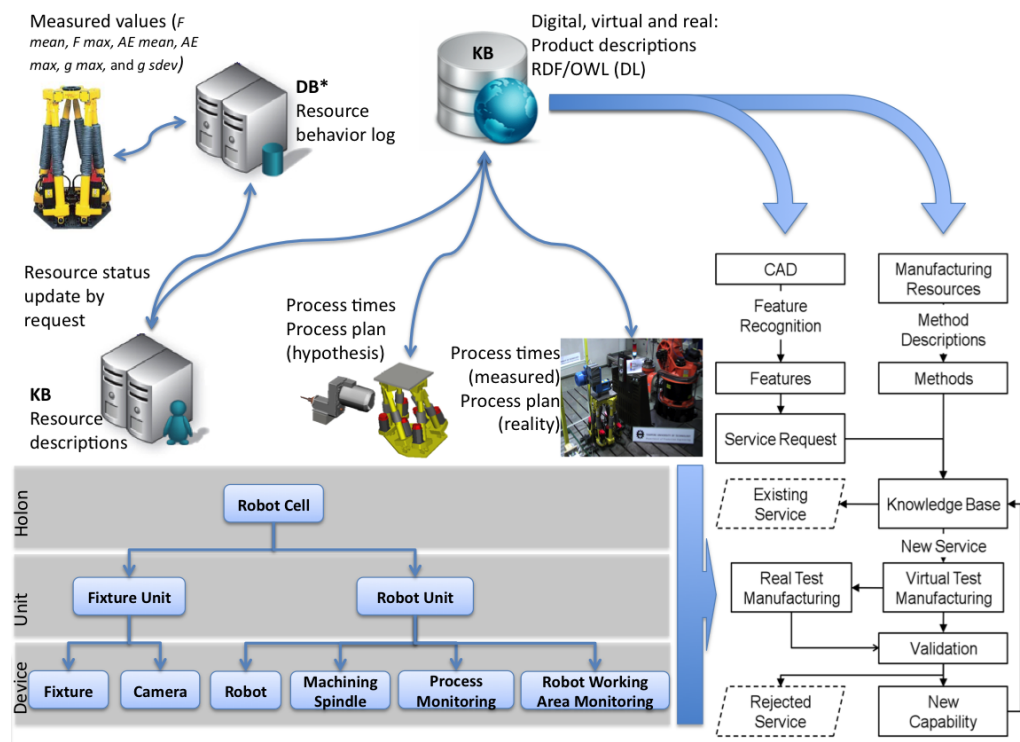 Measured values (F
mean, F max, AE mean, AE
max, g max, and g sdev)
DB*
Resource
behavior log
KB
Digital, virtual and real:
Product descriptions
RDF/OWL (DL)
Resource status
update by
request
KB
Resource
descriptions
Process times
Process plan
(hypothesis)
Process times
(measured)
Process plan
(reality)
CAD
Feature
Recognition
Features
Service Request
Manufacturing
Resources
Method
Descriptions
Methods
Existing
Service
Knowledge Base
New Service
Real Test
Manufacturing
Virtual Test
Manufacturing
Validation
Rejected
Service
New
Capability
Holon
Robot Cell
Unit
Fixture Unit
Robot Unit
Device
Fixture
Camera
Robot
Machining
Spindle
Process
Monitoring
Robot Working
Area Monitoring